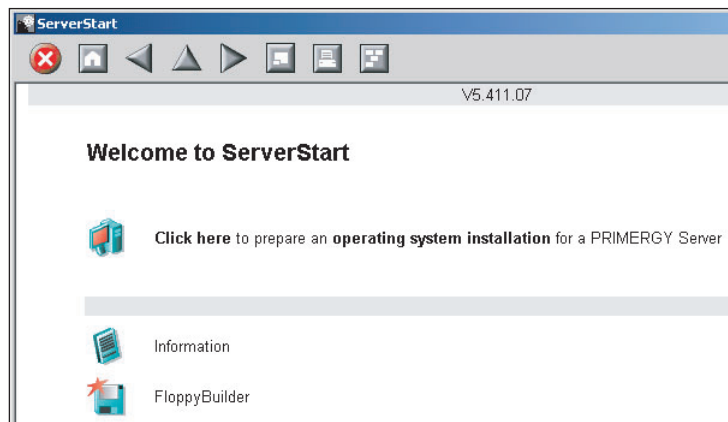 ServerStart
V5.411.07
Welcome to ServerStart
Click here to prepare an operating system installation for a PRIMERGY Server
Information
FloppyBuilder